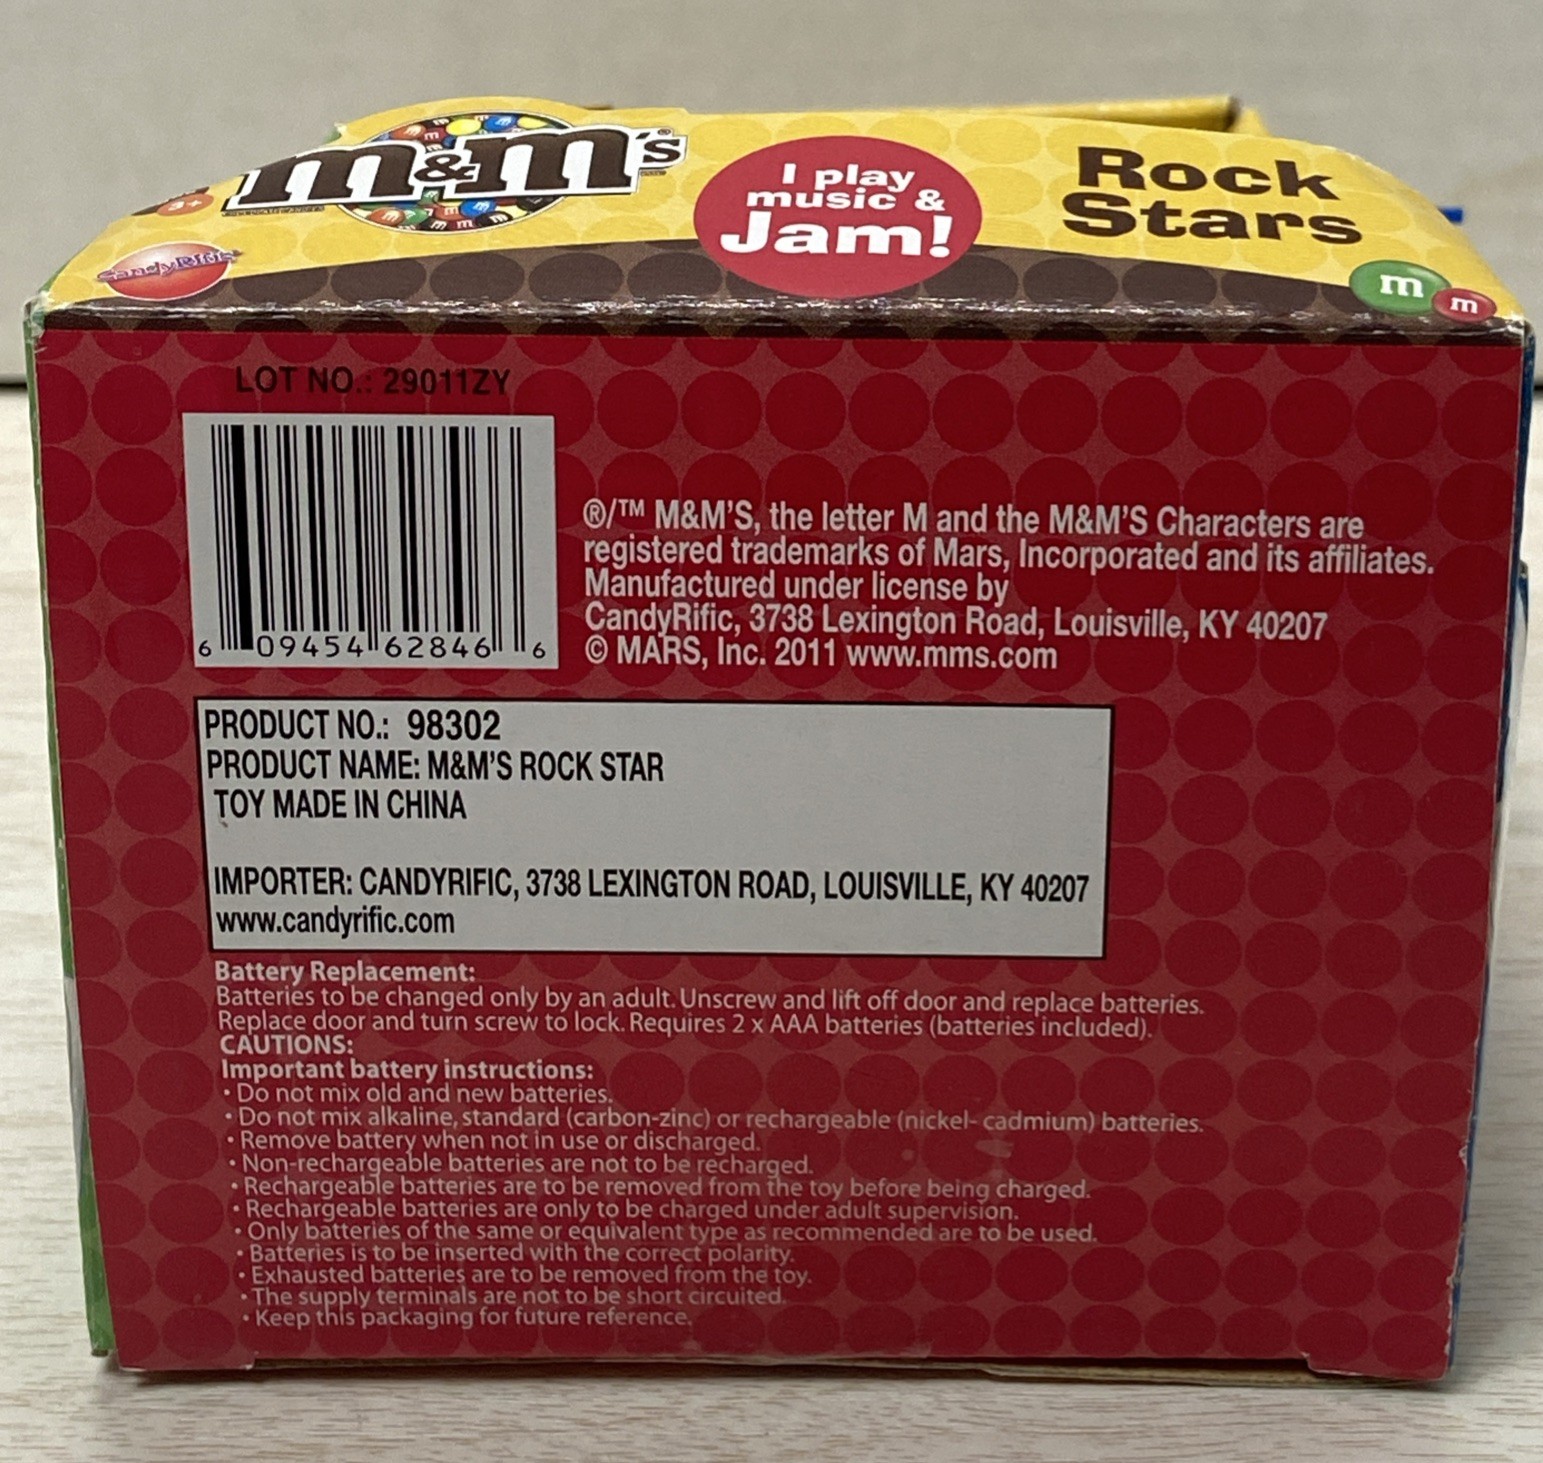 m&m's®
3+
CandyRific
I play
music &
Jam!
Rock
Stars
m
m
LOT NO.: 29011ZY
6 09454 62846 6
®/™ M&M'S, the letter M and the M&M'S Characters are
registered trademarks of Mars, Incorporated and its affiliates.
Manufactured under license by
CandyRific, 3738 Lexington Road, Louisville, KY 40207
© MARS, Inc. 2011 www.mms.com
PRODUCT NO.: 98302
PRODUCT NAME: M&M'S ROCK STAR
TOY MADE IN CHINA
IMPORTER: CANDYRIFIC, 3738 LEXINGTON ROAD, LOUISVILLE, KY 40207
www.candyrific.com
Battery Replacement:
Batteries to be changed only by an adult. Unscrew and lift off door and replace batteries.
Replace door and turn screw to lock. Requires 2 x AAA batteries (batteries included).
CAUTIONS:
Important battery instructions:
• Do not mix old and new batteries.
• Do not mix alkaline, standard (carbon-zinc) or rechargeable (nickel- cadmium) batteries.
• Remove battery when not in use or discharged.
• Non-rechargeable batteries are not to be recharged.
• Rechargeable batteries are to be removed from the toy before being charged.
• Rechargeable batteries are only to be charged under adult supervision.
• Only batteries of the same or equivalent type as recommended are to be used.
• Batteries is to be inserted with the correct polarity.
• Exhausted batteries are to be removed from the toy.
• The supply terminals are not to be short circuited.
• Keep this packaging for future reference.